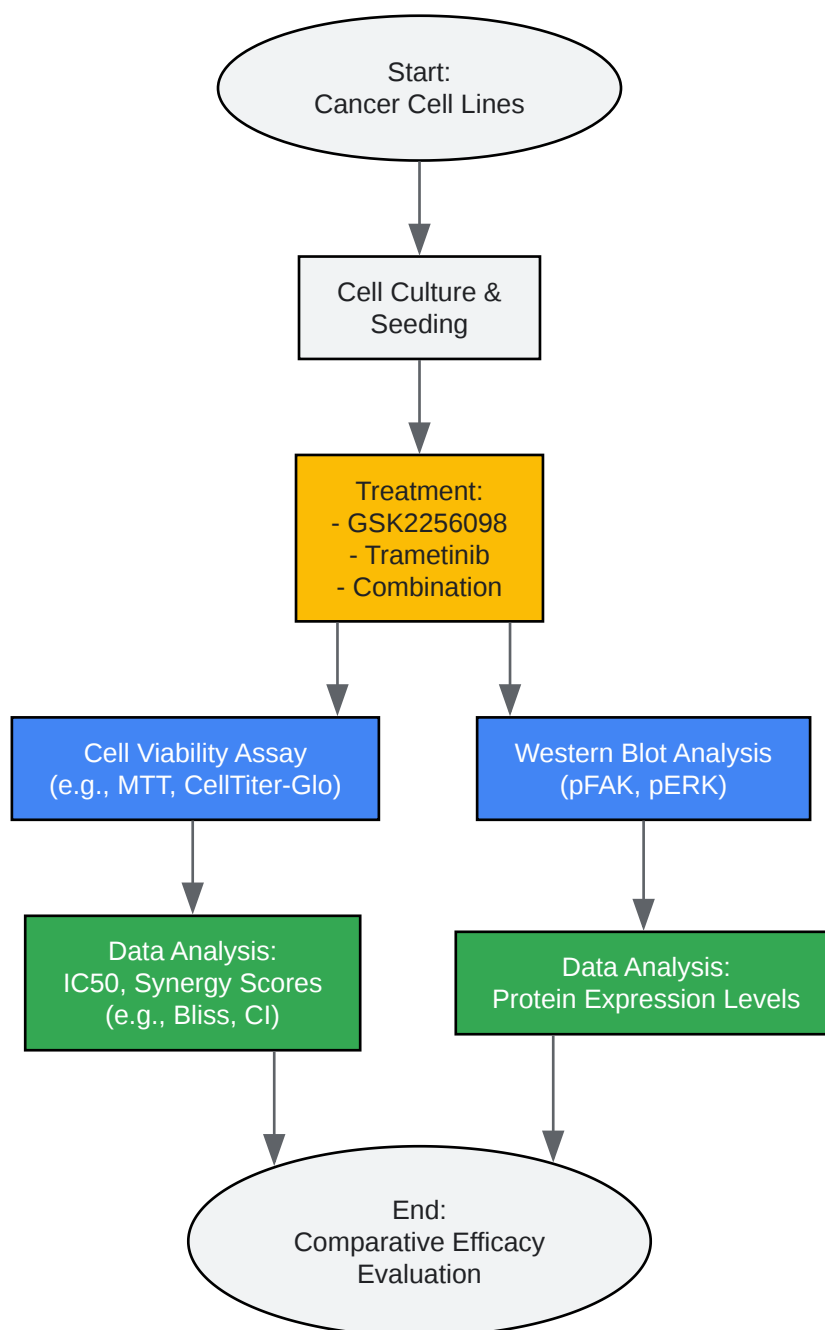 Start:
Cancer Cell Lines
Cell Culture &
Seeding
Treatment:
- GSK2256098
- Trametinib
- Combination
Cell Viability Assay
(e.g., MTT, CellTiter-Glo)
Western Blot Analysis
(pFAK, pERK)
Data Analysis:
IC50, Synergy Scores
(e.g., Bliss, CI)
Data Analysis:
Protein Expression Levels
End:
Comparative Efficacy
Evaluation